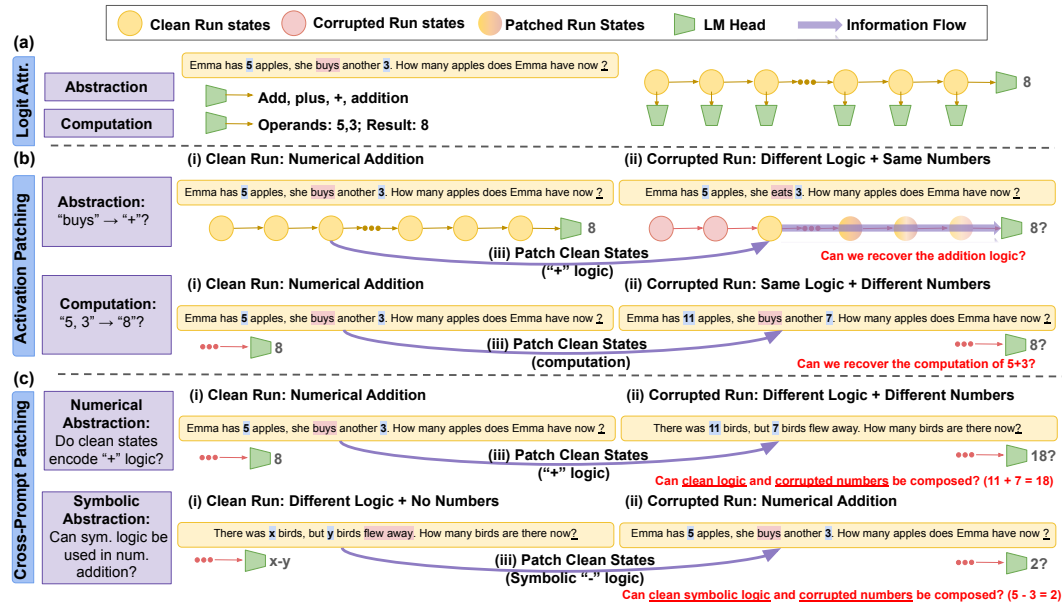 Clean Run states
Corrupted Run states
Patched Run States
LM Head
Information Flow
(a)
Logit Attr.
Abstraction
Computation
Emma has 5 apples, she buys another 3. How many apples does Emma have now ?
Add, plus, +, addition
Operands: 5,3; Result: 8
8
(b)
Activation Patching
Abstraction:
“buys” → “+”?
(i) Clean Run: Numerical Addition
Emma has 5 apples, she buys another 3. How many apples does Emma have now ?
8
(iii) Patch Clean States
(“+” logic)
(ii) Corrupted Run: Different Logic + Same Numbers
Emma has 5 apples, she eats 3. How many apples does Emma have now ?
8?
Can we recover the addition logic?
Computation:
“5, 3” → “8”?
(i) Clean Run: Numerical Addition
Emma has 5 apples, she buys another 3. How many apples does Emma have now ?
8
(iii) Patch Clean States
(computation)
(ii) Corrupted Run: Same Logic + Different Numbers
Emma has 11 apples, she buys another 7. How many apples does Emma have now ?
8?
Can we recover the computation of 5+3?
(c)
Cross-Prompt Patching
Numerical
Abstraction:
Do clean states
encode “+” logic?
(i) Clean Run: Numerical Addition
Emma has 5 apples, she buys another 3. How many apples does Emma have now ?
8
(iii) Patch Clean States
(“+” logic)
(ii) Corrupted Run: Different Logic + Different Numbers
There was 11 birds, but 7 birds flew away. How many birds are there now?
18?
Can clean logic and corrupted numbers be composed? (11 + 7 = 18)
Symbolic
Abstraction:
Can sym. logic be
used in num.
addition?
(i) Clean Run: Different Logic + No Numbers
There was x birds, but y birds flew away. How many birds are there now?
x-y
(iii) Patch Clean States
(Symbolic “-” logic)
(ii) Corrupted Run: Numerical Addition
Emma has 5 apples, she buys another 3. How many apples does Emma have now ?
2?
Can clean symbolic logic and corrupted numbers be composed? (5 - 3 = 2)